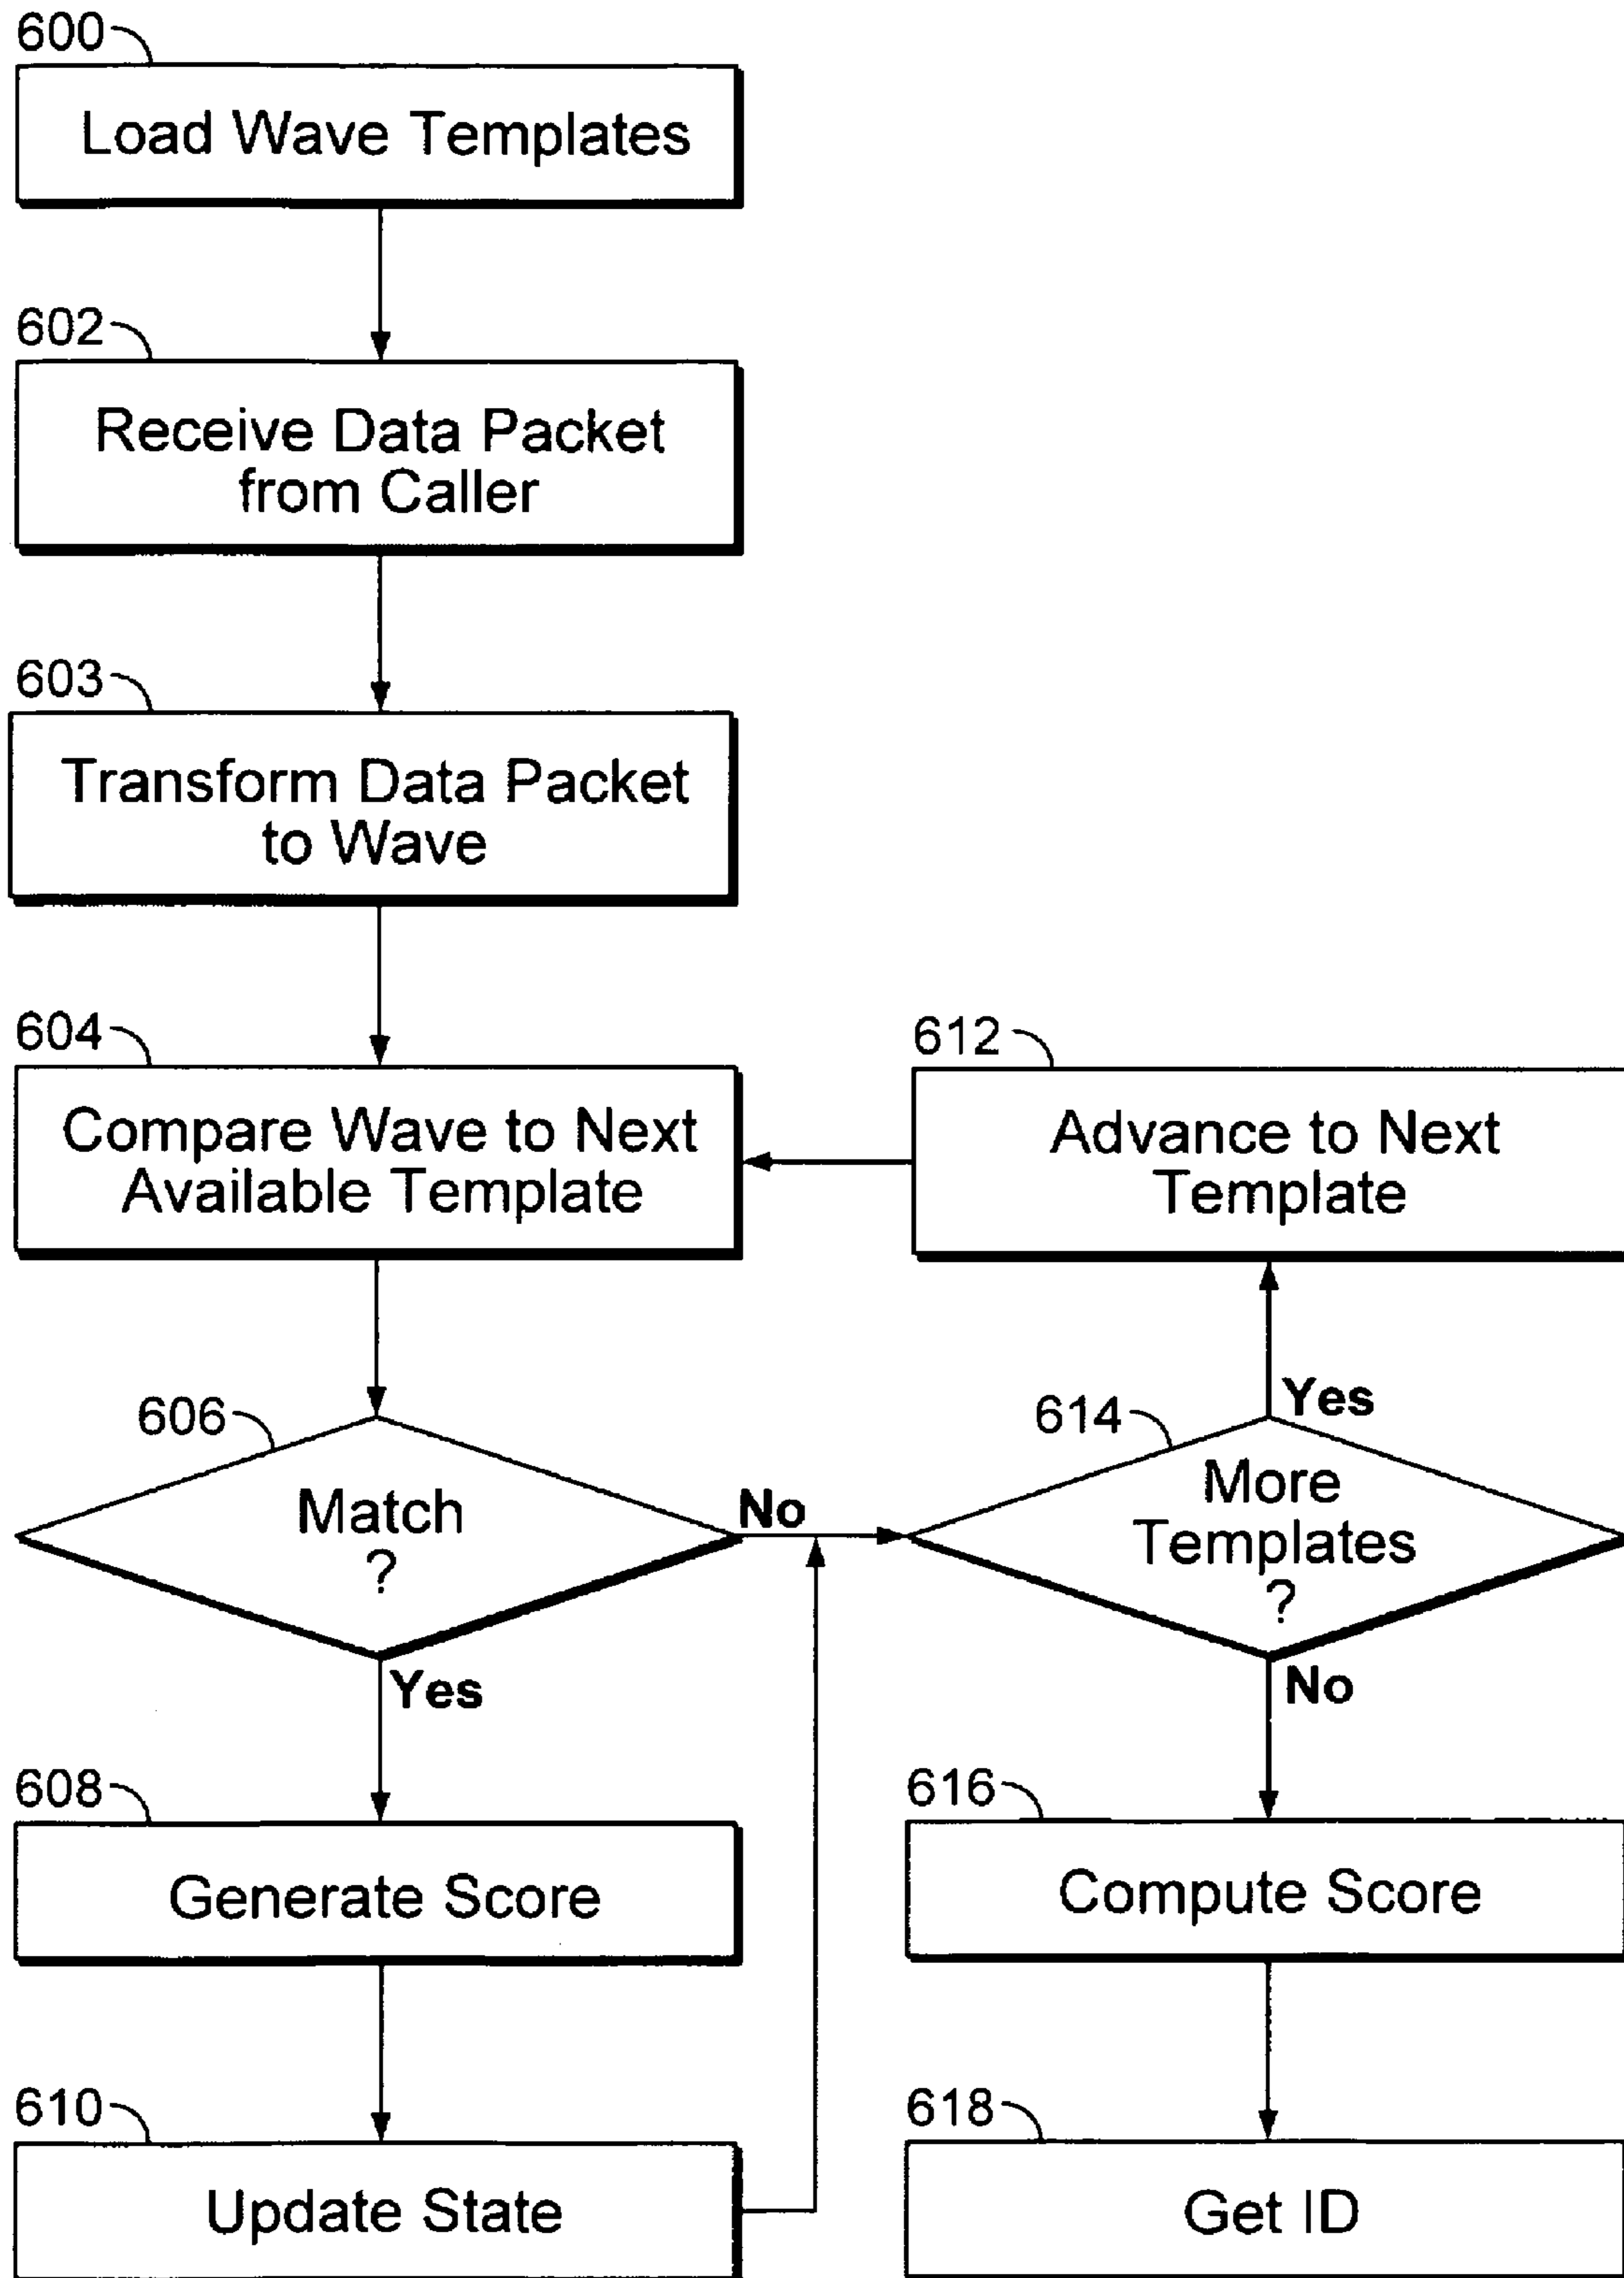 600
Load Wave Templates
602
Receive Data Packet
from Caller
603
Transform Data Packet
to Wave
604
Compare Wave to Next
Available Template
612
Advance to Next
Template
606
Match
?
No
Yes
614
More
Templates
?
Yes
No
608
Generate Score
616
Compute Score
610
Update State
618
Get ID